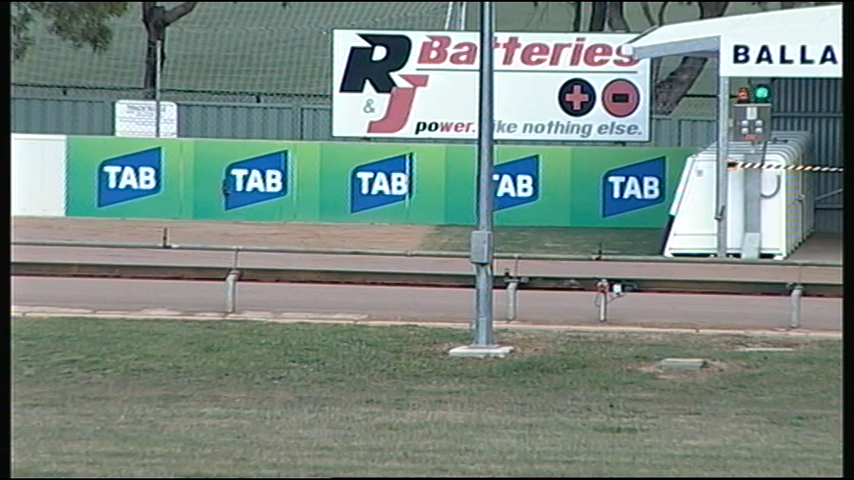 R&J Batteries
power. like nothing else.
BALLA
TAB TAB TAB TAB TAB